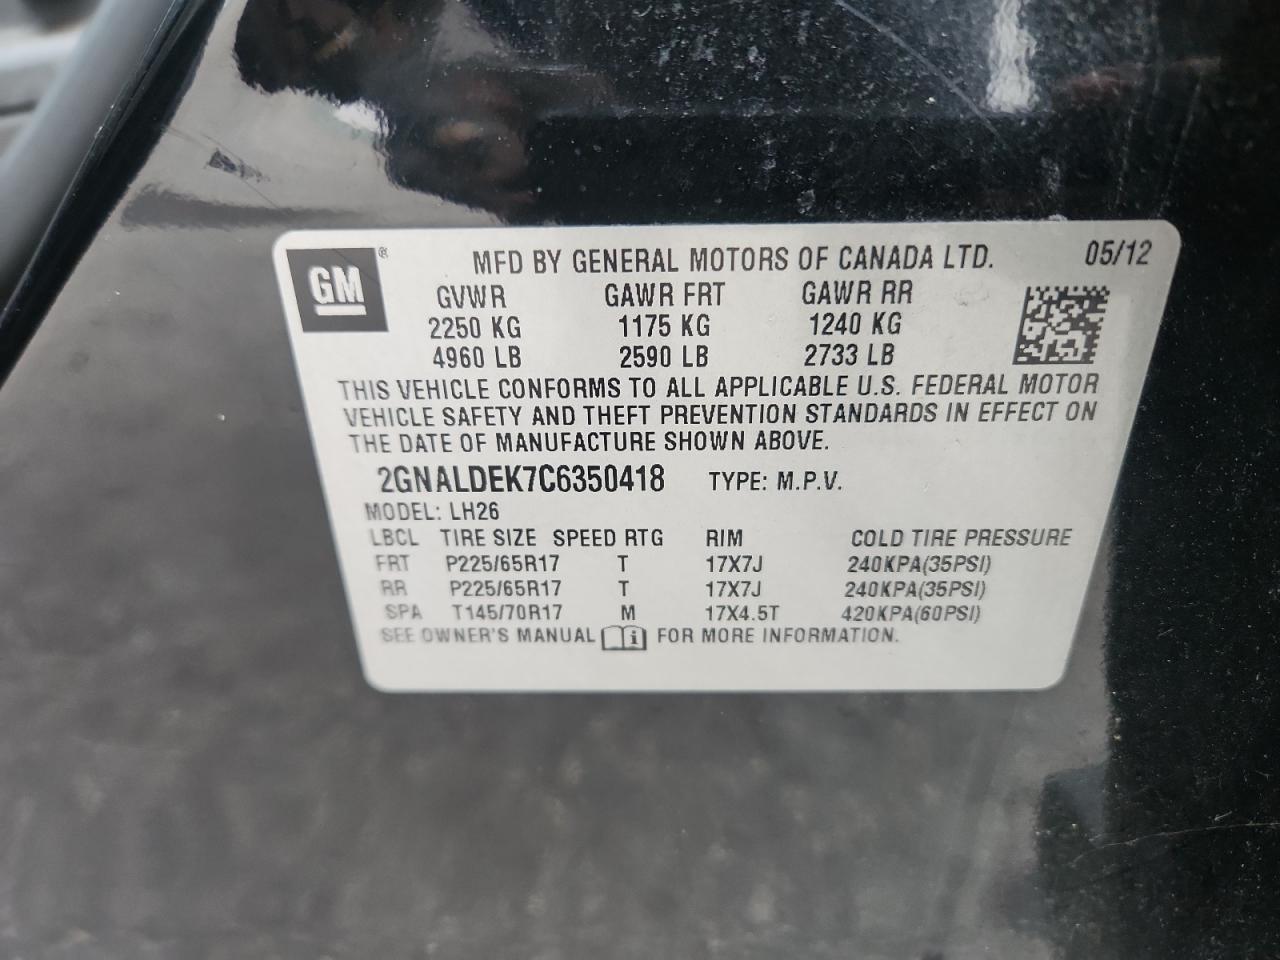 GM ® MFD BY GENERAL MOTORS OF CANADA LTD. 05/12
GVWR GAWR FRT GAWR RR
2250 KG 1175 KG 1240 KG
4960 LB 2590 LB 2733 LB
THIS VEHICLE CONFORMS TO ALL APPLICABLE U.S. FEDERAL MOTOR
VEHICLE SAFETY AND THEFT PREVENTION STANDARDS IN EFFECT ON
THE DATE OF MANUFACTURE SHOWN ABOVE.
2GNALDEK7C6350418 TYPE: M.P.V.
MODEL: LH26
LBCL TIRE SIZE SPEED RTG RIM COLD TIRE PRESSURE
FRT P225/65R17 T 17X7J 240KPA(35PSI)
RR P225/65R17 T 17X7J 240KPA(35PSI)
SPA T145/70R17 M 17X4.5T 420KPA(60PSI)
SEE OWNER'S MANUAL i FOR MORE INFORMATION.